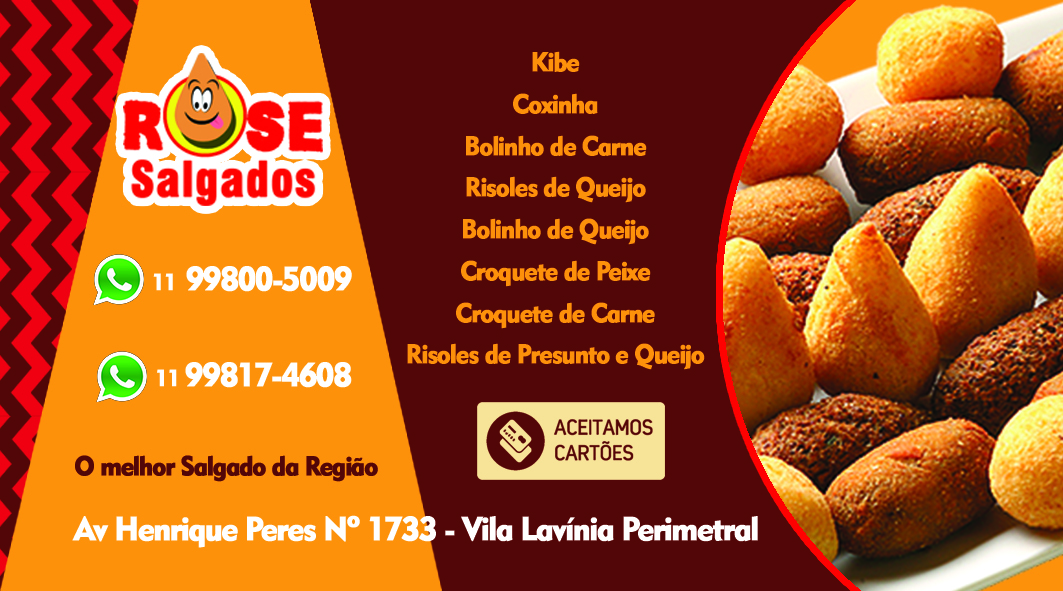 ROSE
Salgados
11 99800-5009
11 99817-4608
O melhor Salgado da Região
Kibe
Coxinha
Bolinho de Carne
Risoles de Queijo
Bolinho de Queijo
Croquete de Peixe
Croquete de Carne
Risoles de Presunto e Queijo
ACEITAMOS
CARTÕES
Av Henrique Peres Nº 1733 - Vila Lavínia Perimetral